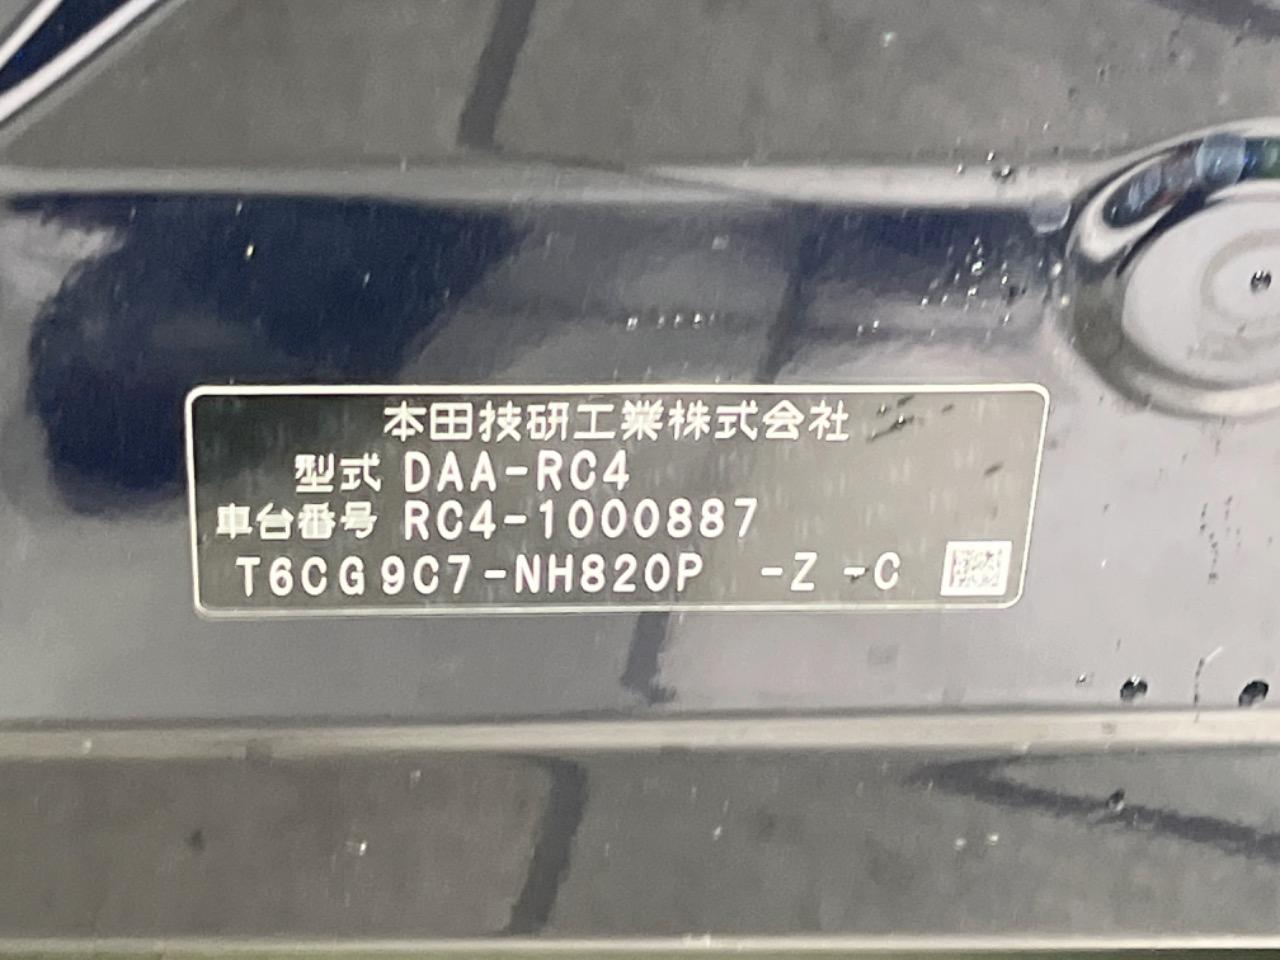 本田技研工業株式会社
型式 DAA-RC4
車台番号 RC4-1000887
T6CG9C7-NH820P -Z -C